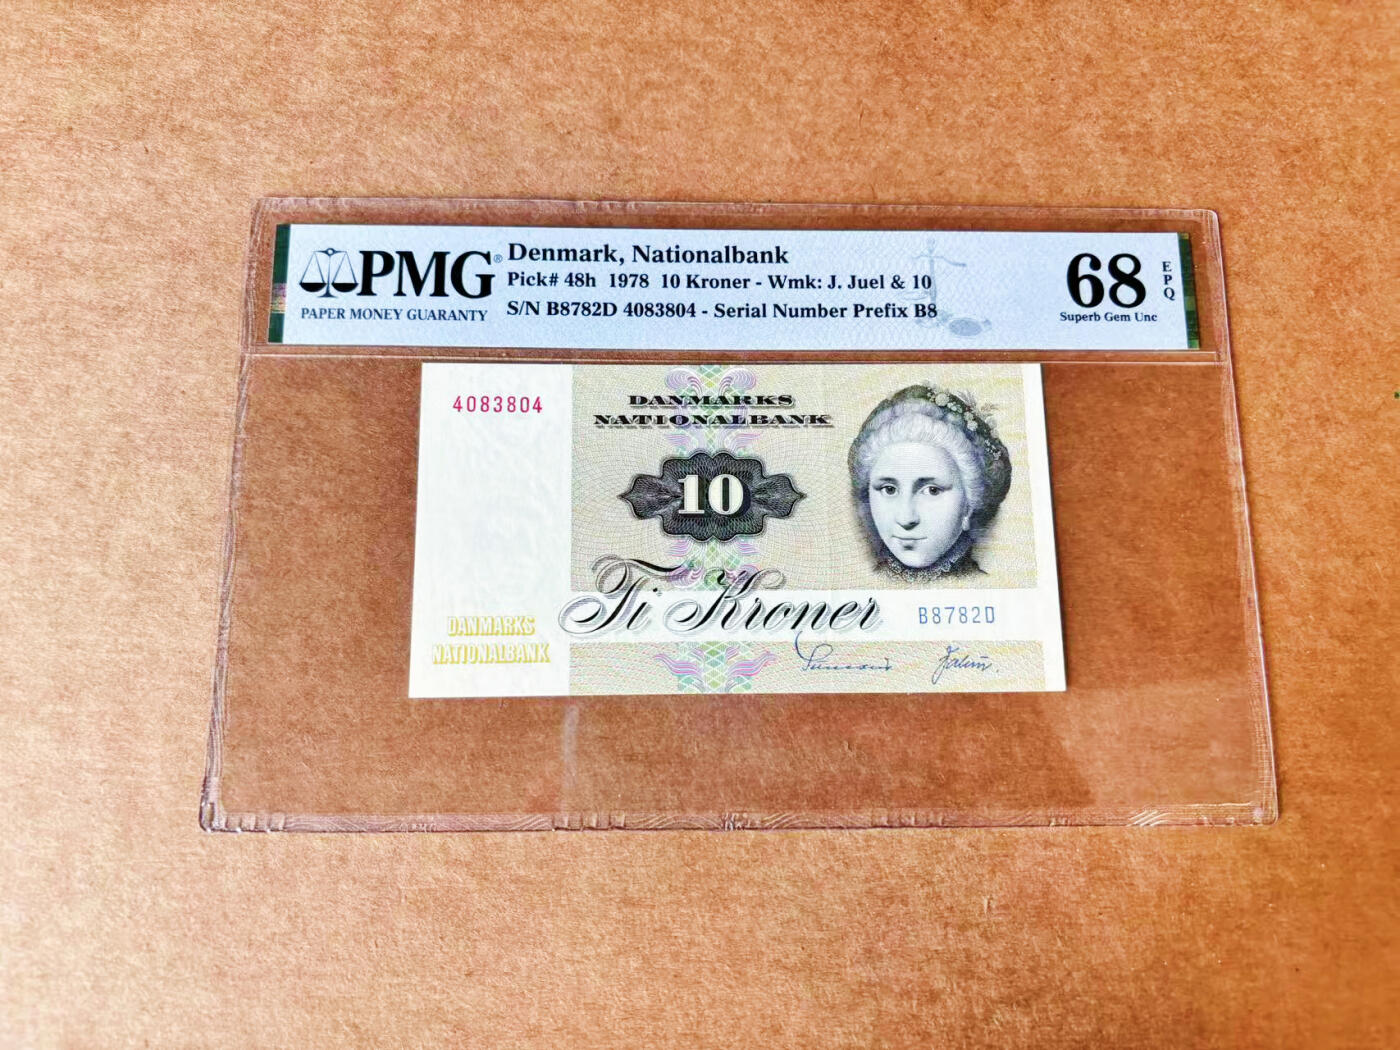 PMG®
PAPER MONEY GUARANTY
Denmark, Nationalbank
Pick# 48h 1978 10 Kroner - Wmk: J. Juel & 10
S/N B8782D 4083804 - Serial Number Prefix B8
68
EPQ
Superb Gem Unc
4083804
DANMARKS
NATIONALBANK
10
Ti Kroner
B8782D
DANMARKS
NATIONALBANK